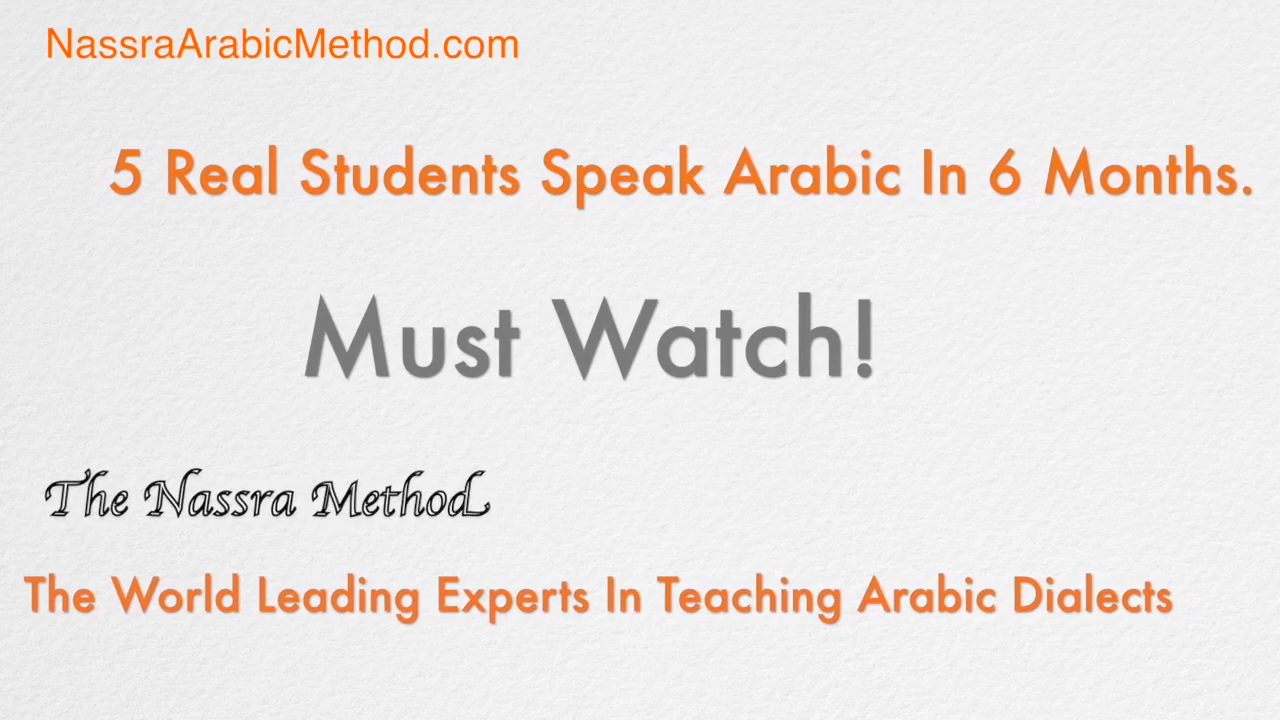 NassraArabicMethod.com
5 Real Students Speak Arabic In 6 Months.
Must Watch!
The Nassra Method
The World Leading Experts In Teaching Arabic Dialects